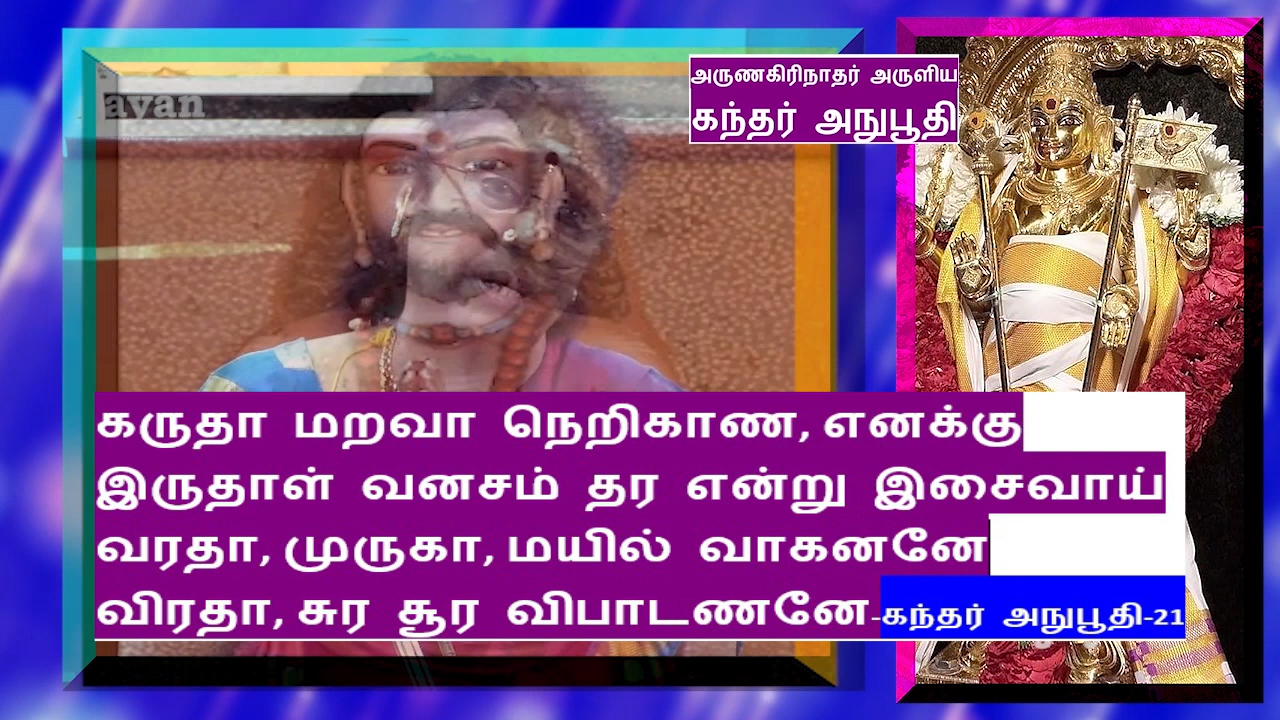 ayan
அருணகிரிநாதர் அருளிய
கந்தர் அநுபூதி
கருதா மறவா நெறிகாண, எனக்கு
இருதாள் வனசம் தர என்று இசைவாய்
வரதா, முருகா, மயில் வாகனனே
விரதா, சுர சூர விபாடணனே-கந்தர் அநுபூதி-21